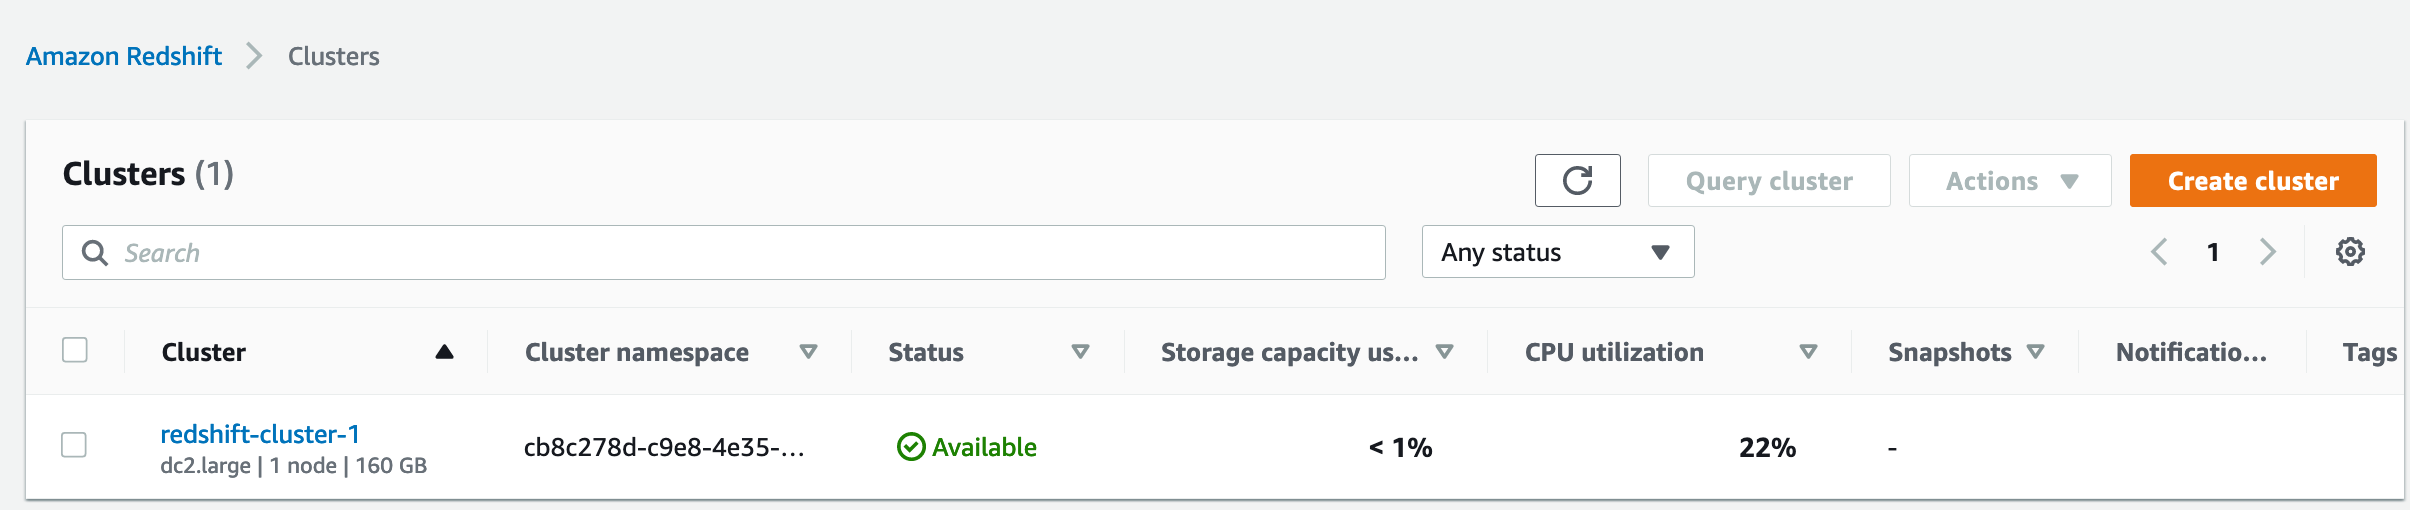 Amazon Redshift > Clusters
Clusters (1)
Query cluster
Actions
Create cluster
Search
Any status
1
Cluster
Cluster namespace
Status
Storage capacity us...
CPU utilization
Snapshots
Notificatio...
Tags
redshift-cluster-1
dc2.large | 1 node | 160 GB
cb8c278d-c9e8-4e35-...
Available
< 1%
22%
-